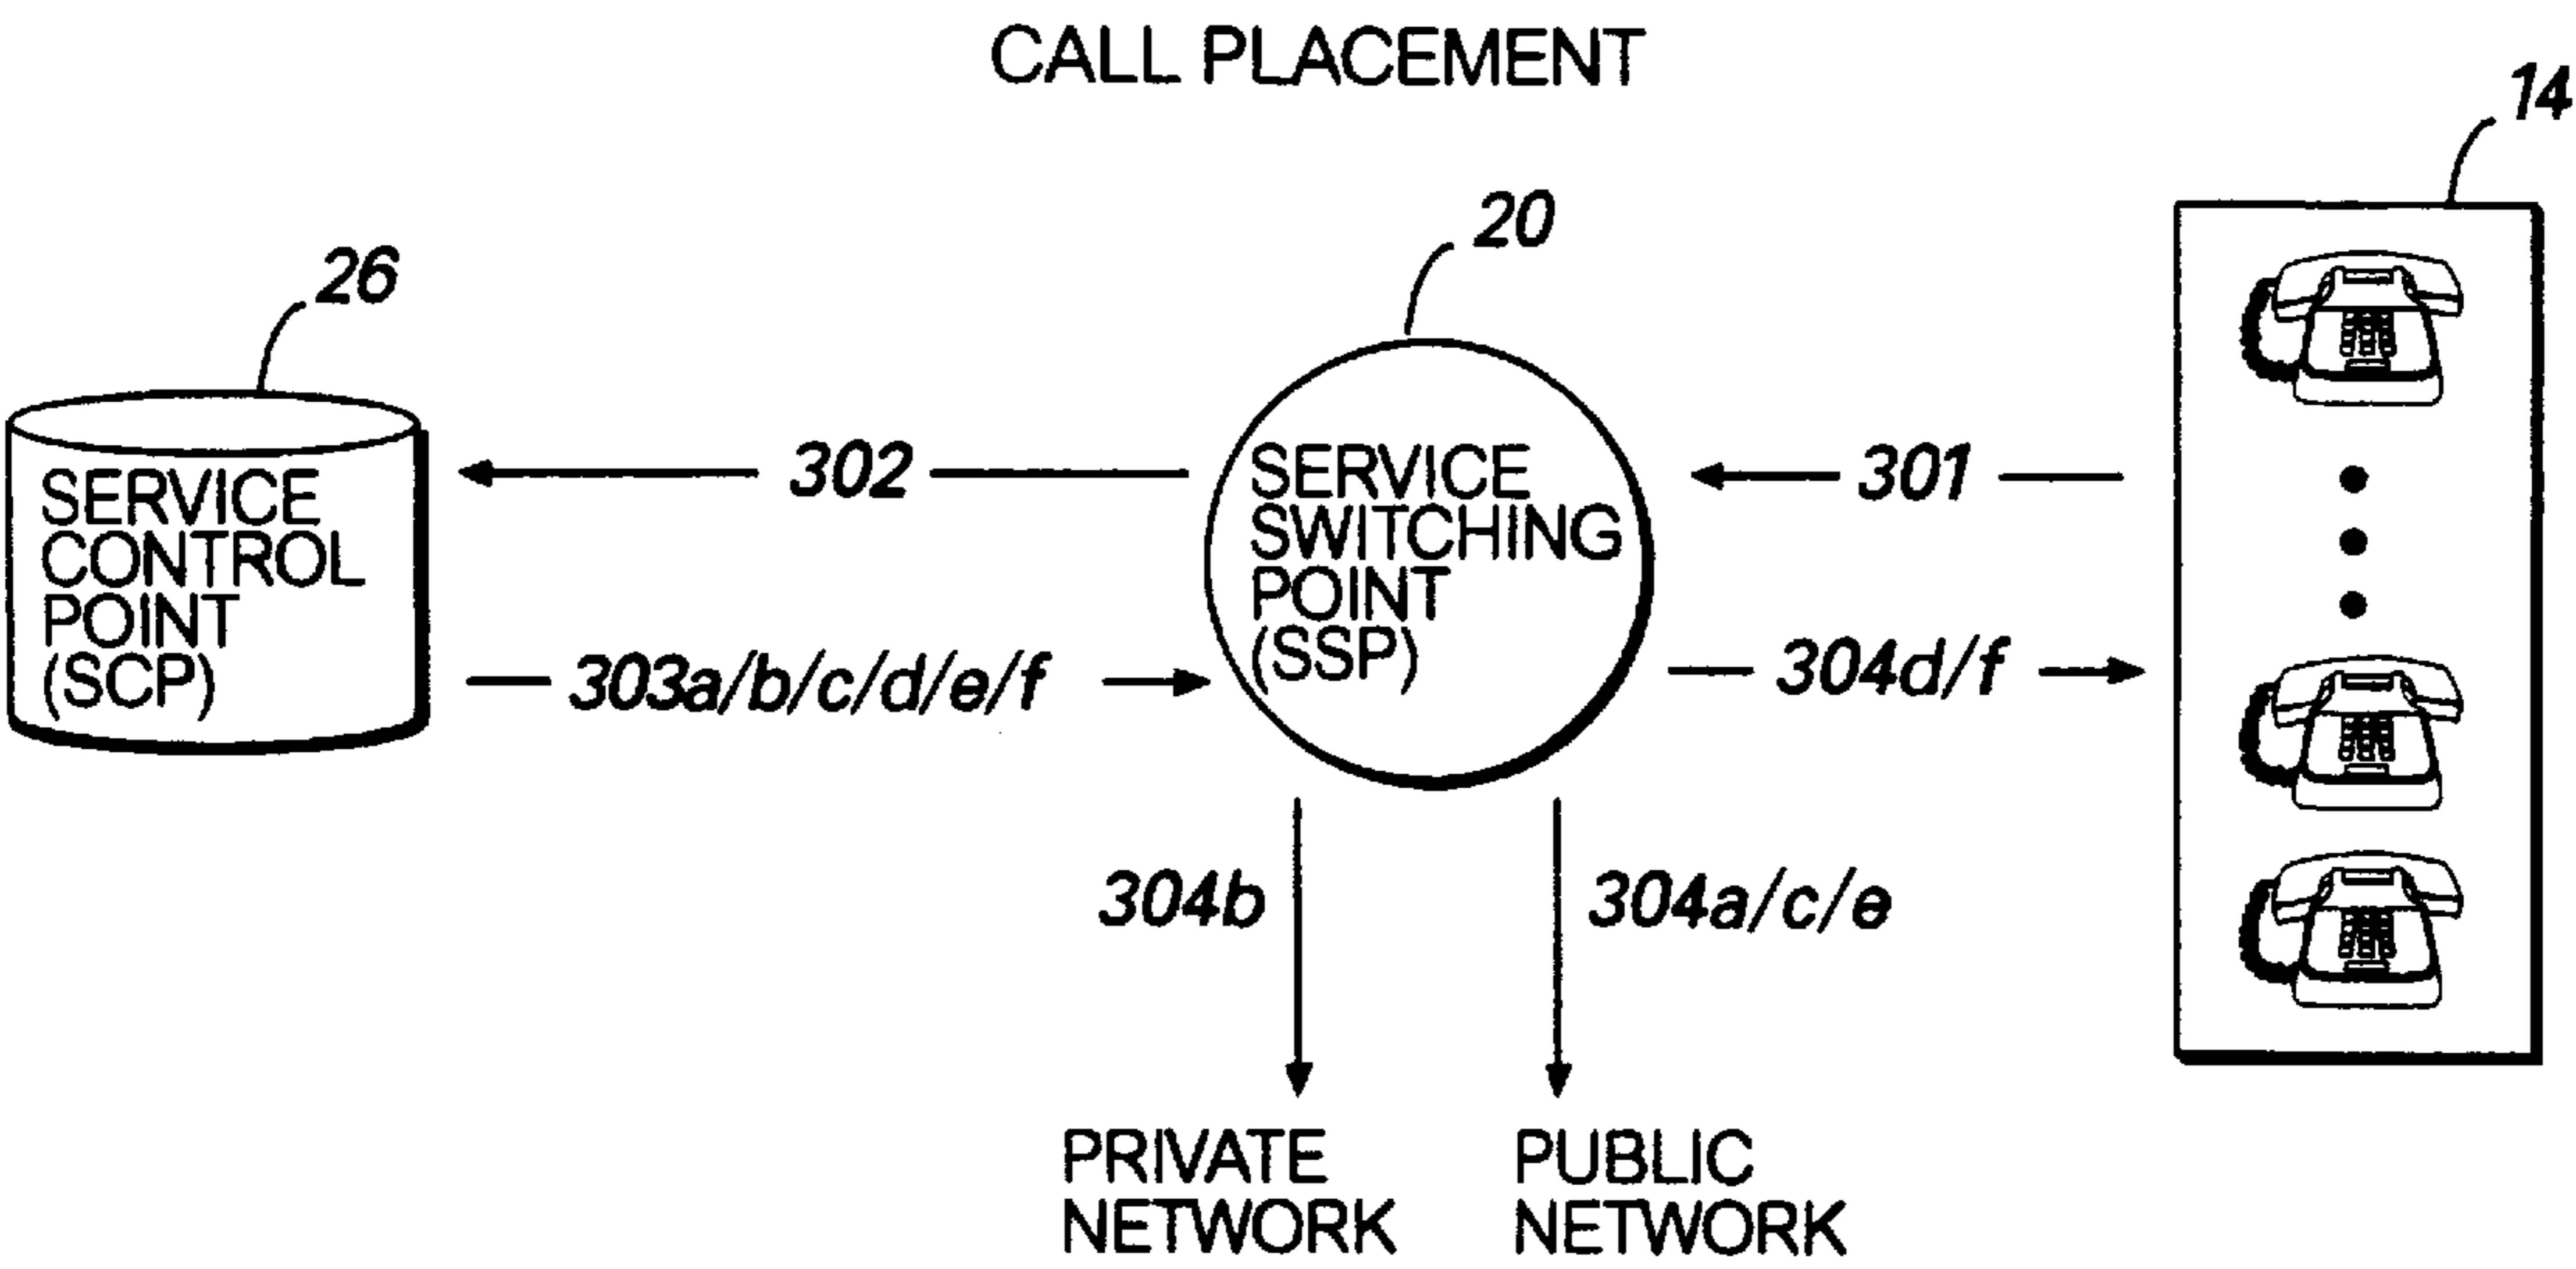 CALL PLACEMENT
14
20
26
SERVICE
CONTROL
POINT
(SCP)
302
303a/b/c/d/e/f
SERVICE
SWITCHING
POINT
(SSP)
301
304d/f
304b
304a/c/e
PRIVATE
NETWORK
PUBLIC
NETWORK